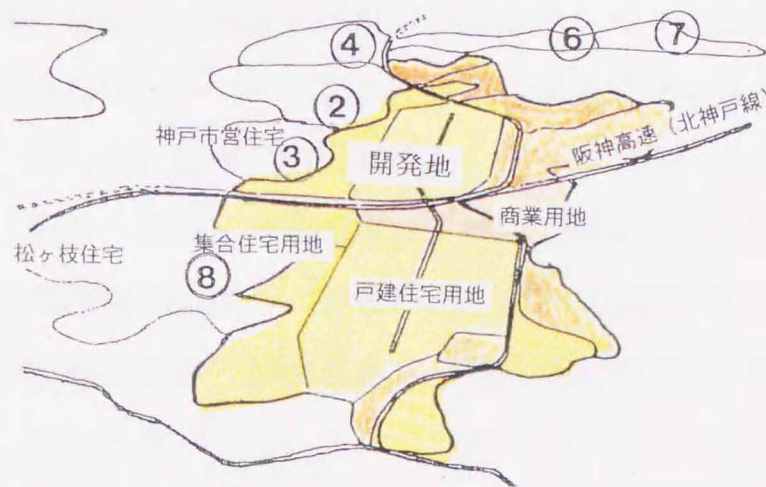 ④
⑥
⑦
②
神戸市営住宅
③
開発地
阪神高速（北神戸線）
商業用地
集合住宅用地
松ヶ枝住宅
⑧
戸建住宅用地